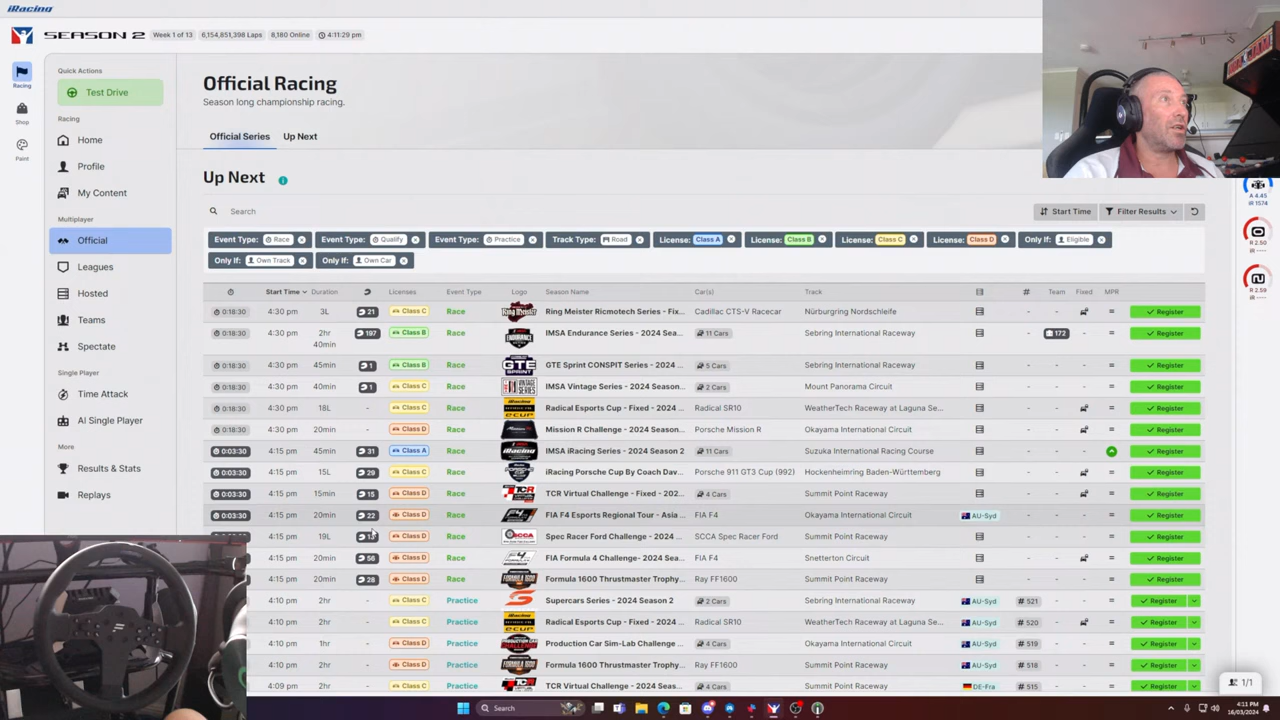 iRacing
SEASON 2 Week 1 of 13 6,154,851,398 Laps 8,180 Online 4:11:29 pm
Racing
Shop
Paint
Quick Actions
Test Drive
Racing
Home
Profile
My Content
Multiplayer
Official
Leagues
Hosted
Teams
Spectate
Single Player
Time Attack
AI Single Player
More
Results & Stats
Replays
Official Racing
Season long championship racing.
Official Series Up Next
Up Next
Search Start Time Filter Results
Event Type: Race Event Type: Qualify Event Type: Practice Track Type: Road License: Class A License: Class B License: Class C License: Class D Only If: Eligible
Only If: Own Track Only If: Own Car
Start Time Duration Licenses Event Type Logo Season Name Car(s) Track # Team Fixed MPR
0:18:30 4:30 pm 3L 21 Class C Race Ring Meister Ricmotech Series - Fix... Cadillac CTS-V Racecar Nürburgring Nordschleife - - = Register
0:18:30 4:30 pm 2hr 40min 197 Class B Race IMSA Endurance Series - 2024 Sea... 11 Cars Sebring International Raceway - 172 = Register
0:18:30 4:30 pm 45min 1 Class B Race GTE Sprint CONSPIT Series - 2024 ... 5 Cars Sebring International Raceway - - = Register
0:18:30 4:30 pm 40min 1 Class C Race IMSA Vintage Series - 2024 Season... 2 Cars Mount Panorama Circuit - - = Register
0:18:30 4:30 pm 18L - Class C Race Radical Esports Cup - Fixed - 2024 ... Radical SR10 WeatherTech Raceway at Laguna Se... - - = Register
0:18:30 4:30 pm 20min - Class D Race Mission R Challenge - 2024 Season... Porsche Mission R Okayama International Circuit - - = Register
0:03:30 4:15 pm 45min 31 Class A Race IMSA iRacing Series - 2024 Season 2 Suzuka International Racing Course - - Register
0:03:30 4:15 pm 15L 29 Class C Race iRacing Porsche Cup By Coach Dav... Porsche 911 GT3 Cup (992) Hockenheimring Baden-Württemberg - - = Register
0:03:30 4:15 pm 15min 15 Class D Race TCR Virtual Challenge - Fixed - 202... 4 Cars Summit Point Raceway - - = Register
0:03:30 4:15 pm 20min 22 Class D Race FIA F4 Esports Regional Tour - Asia ... FIA F4 Okayama International Circuit AU-Syd - - = Register
4:15 pm 19L Class D Race Spec Racer Ford Challenge - 2024 ... SCCA Spec Racer Ford Summit Point Raceway - - = Register
4:15 pm 20min 56 Class D Race FIA Formula 4 Challenge - 2024 Sea... FIA F4 Snetterton Circuit - - = Register
4:15 pm 20min 28 Class D Race Formula 1600 Thrustmaster Trophy... Ray FF1600 Summit Point Raceway - - = Register
4:10 pm 2hr - Class C Practice Supercars Series - 2024 Season 2 2 Cars Sebring International Raceway AU-Syd # 521 - = Register
4:10 pm 2hr - Class C Practice Radical Esports Cup - Fixed - 2024 ... Radical SR10 WeatherTech Raceway at Laguna Se... AU-Syd # 520 - = Register
4:10 pm 1hr - Class D Practice Production Car Sim-Lab Challenge ... 4 Cars Okayama International Circuit AU-Syd # 519 - = Register
4:10 pm 2hr - Class D Practice Formula 1600 Thrustmaster Trophy... Ray FF1600 Summit Point Raceway AU-Syd # 518 - = Register
4:09 pm 2hr - Class C Practice TCR Virtual Challenge - 2024 Seas... 4 Cars Summit Point Raceway DE-Fra # 515 - = Register
A 4.45
iR 1574
R 2.50
iR ----
R 2.59
iR ----
1/1
Search
4:11 PM
16/03/2024